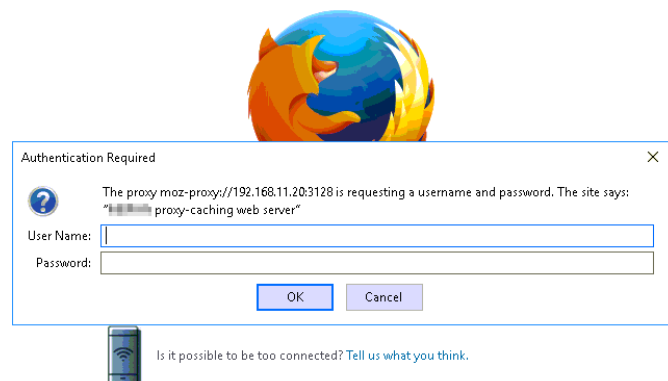 Authentication Required
The proxy moz-proxy://192.168.11.20:3128 is requesting a username and password. The site says:
“ proxy-caching web server”
User Name:
Password:
OK
Cancel
Is it possible to be too connected? Tell us what you think.